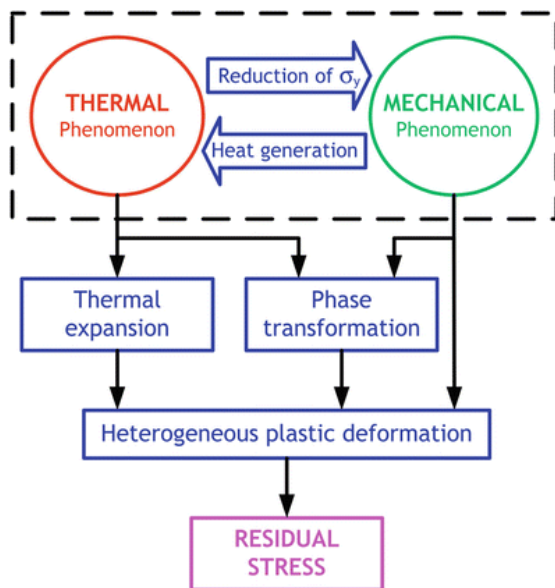 Reduction of σy
THERMAL
Phenomenon
MECHANICAL
Phenomenon
Heat generation
Thermal
expansion
Phase
transformation
Heterogeneous plastic deformation
RESIDUAL
STRESS